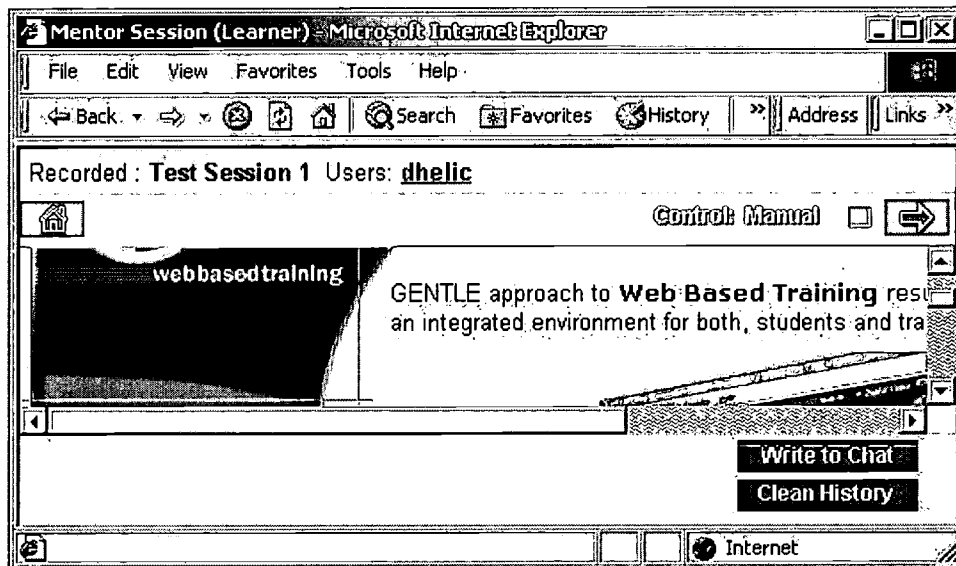 Mentor Session (Learner) - Microsoft Internet Explorer
File Edit View Favorites Tools Help
Back Search Favorites History » Address Links »
Recorded : Test Session 1 Users: dhelic
Control: Manual
webbasedtraining
GENTLE approach to Web Based Training resu
an integrated environment for both, students and tra
Write to Chat
Clean History
Internet